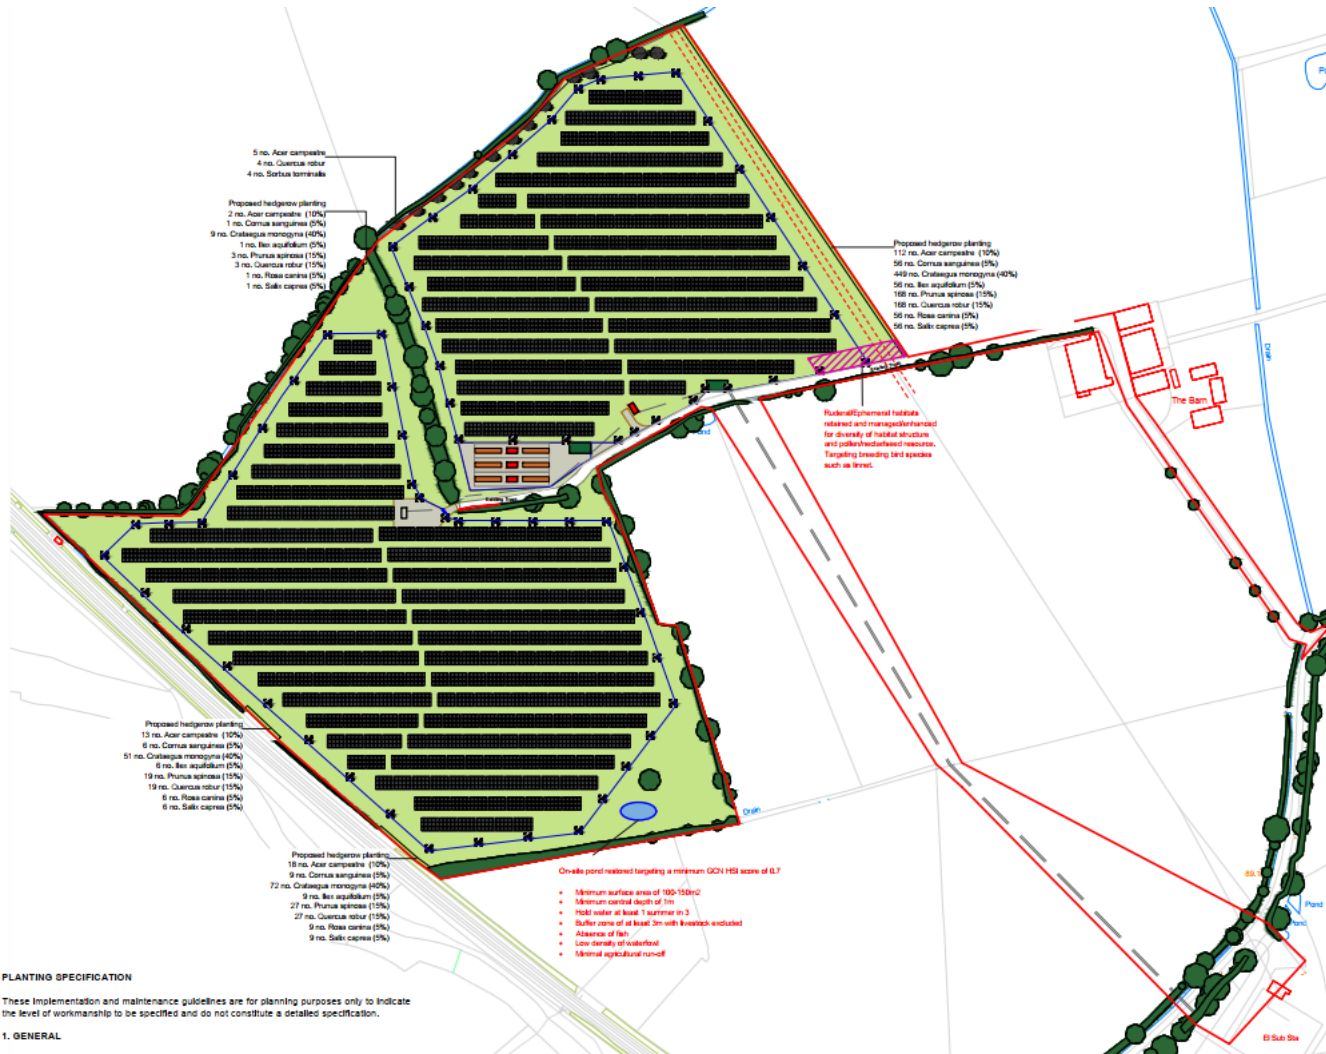 5 no. Acer campestre
4 no. Quercus robur
4 no. Sorbus torminalis
Proposed hedgerow planting
2 no. Acer campestre (10%)
1 no. Cornus sanguinea (5%)
9 no. Crataegus monogyna (40%)
1 no. Ilex aquifolium (5%)
3 no. Prunus spinosa (15%)
3 no. Quercus robur (15%)
1 no. Rosa canina (5%)
1 no. Salix caprea (5%)
Proposed hedgerow planting
112 no. Acer campestre (10%)
56 no. Cornus sanguinea (5%)
449 no. Crataegus monogyna (40%)
56 no. Ilex aquifolium (5%)
168 no. Prunus spinosa (15%)
168 no. Quercus robur (15%)
56 no. Rosa canina (5%)
56 no. Salix caprea (5%)
Drain
The Barn
Ruderal/Ephemeral habitats
retained and managed/enhanced
for diversity of habitat structure
and pollen/nectar/seed resource.
Targeting breeding bird species
such as linnet.
Pond
Existing Track
Proposed hedgerow planting
13 no. Acer campestre (10%)
6 no. Cornus sanguinea (5%)
51 no. Crataegus monogyna (40%)
6 no. Ilex aquifolium (5%)
19 no. Prunus spinosa (15%)
19 no. Quercus robur (15%)
6 no. Rosa canina (5%)
6 no. Salix caprea (5%)
Drain
Proposed hedgerow planting
18 no. Acer campestre (10%)
9 no. Cornus sanguinea (5%)
72 no. Crataegus monogyna (40%)
9 no. Ilex aquifolium (5%)
27 no. Prunus spinosa (15%)
27 no. Quercus robur (15%)
9 no. Rosa canina (5%)
9 no. Salix caprea (5%)
On-site pond restored targeting a minimum GCN HSI score of 0.7
• Minimum surface area of 100-150m2
• Minimum central depth of 1m
• Hold water at least 1 summer in 3
• Buffer zone of at least 3m with livestock excluded
• Absence of fish
• Low density of waterfowl
• Minimal agricultural run-off
Pond
Pond
El Sub Sta
PLANTING SPECIFICATION
These implementation and maintenance guidelines are for planning purposes only to indicate
the level of workmanship to be specified and do not constitute a detailed specification.
1. GENERAL